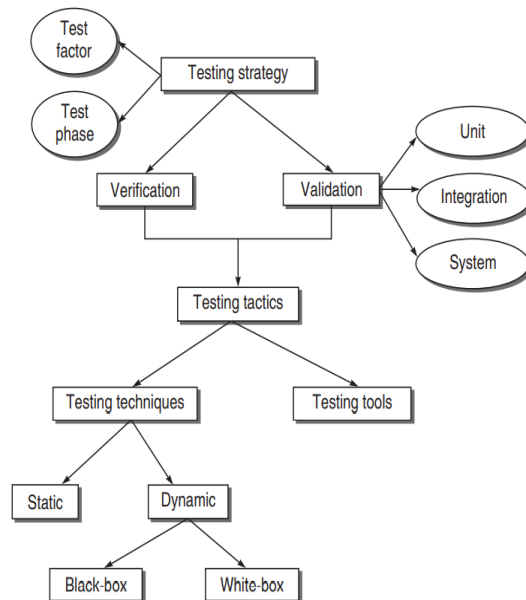 Test
factor
Testing strategy
Test
phase
Unit
Verification
Validation
Integration
System
Testing tactics
Testing techniques
Testing tools
Static
Dynamic
Black-box
White-box